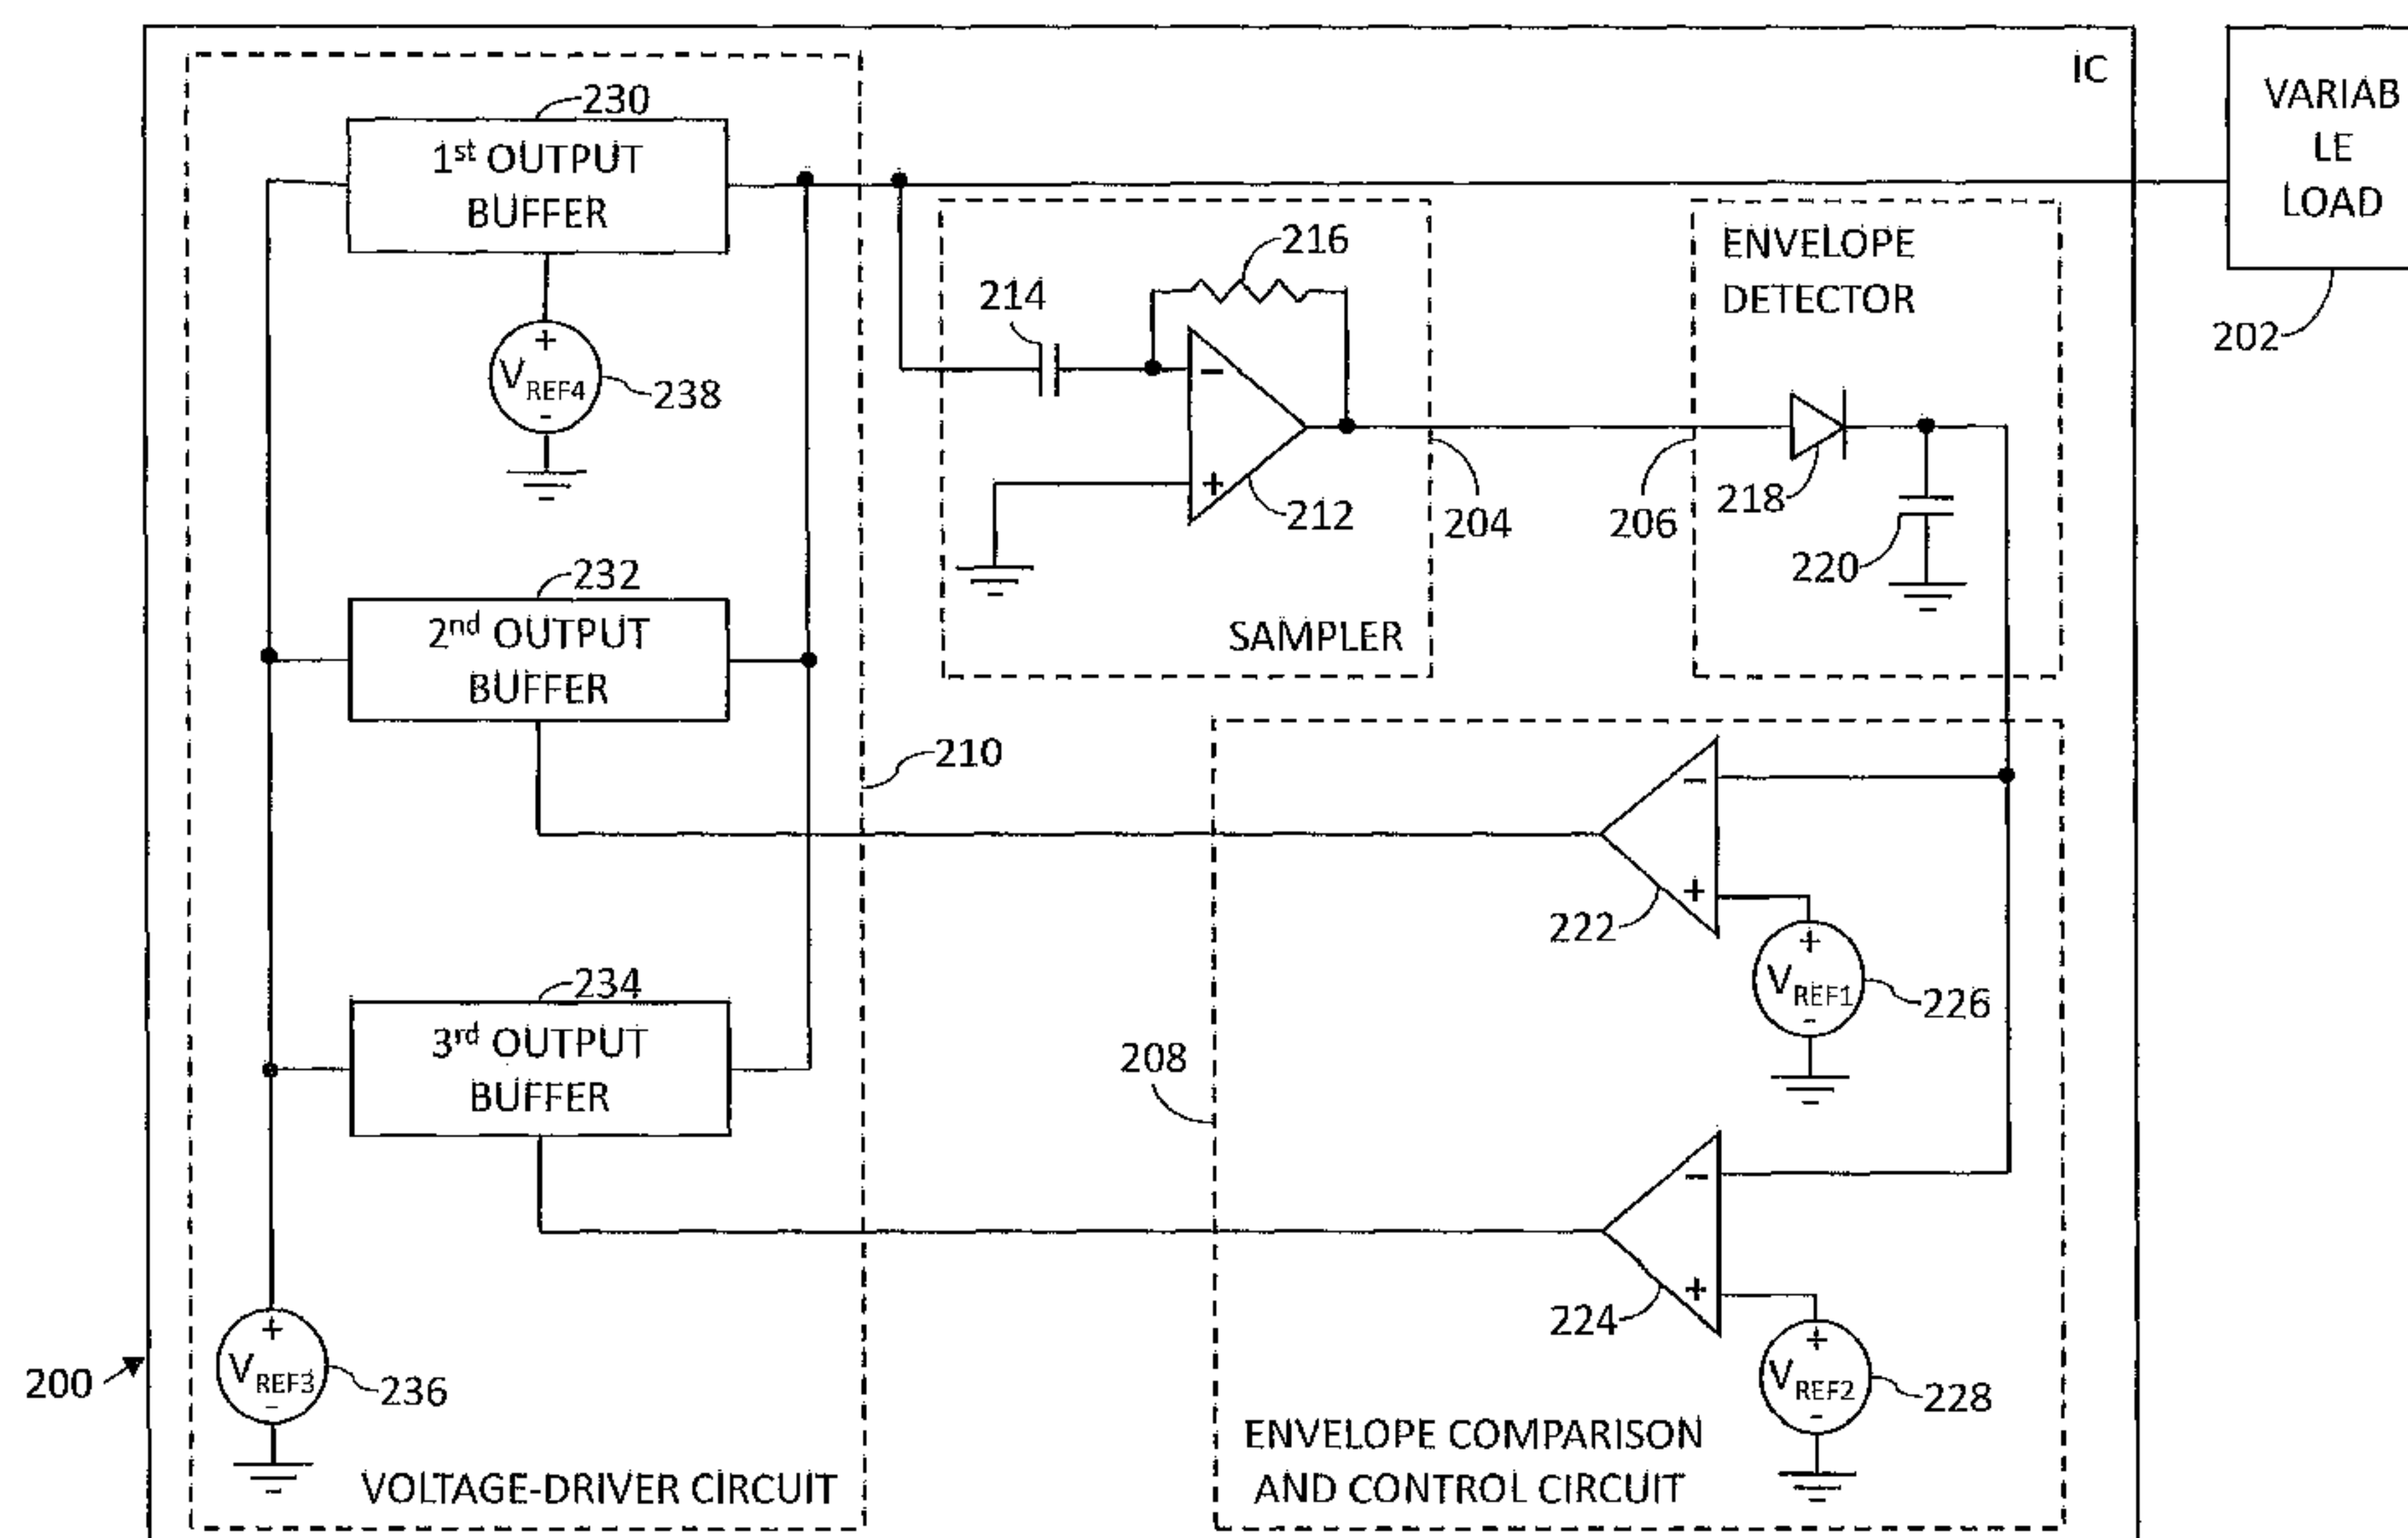 IC
VARIAB
LE
LOAD
202
230
1st OUTPUT
BUFFER
+
VREF4
-
238
216
214
-
+
212
204
SAMPLER
ENVELOPE
DETECTOR
206
218
220
232
2nd OUTPUT
BUFFER
210
-
+
222
+
VREF1
-
226
234
3rd OUTPUT
BUFFER
208
-
+
224
+
VREF2
-
228
200
+
VREF3
-
236
VOLTAGE-DRIVER CIRCUIT
ENVELOPE COMPARISON
AND CONTROL CIRCUIT